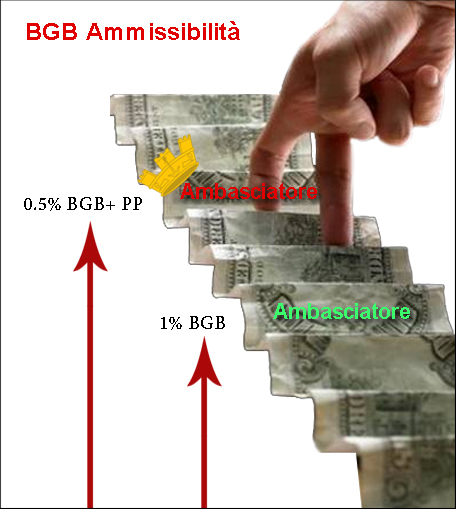 BGB Ammissibilità
Ambasciatore
0.5% BGB+ PP
Ambasciatore
1% BGB